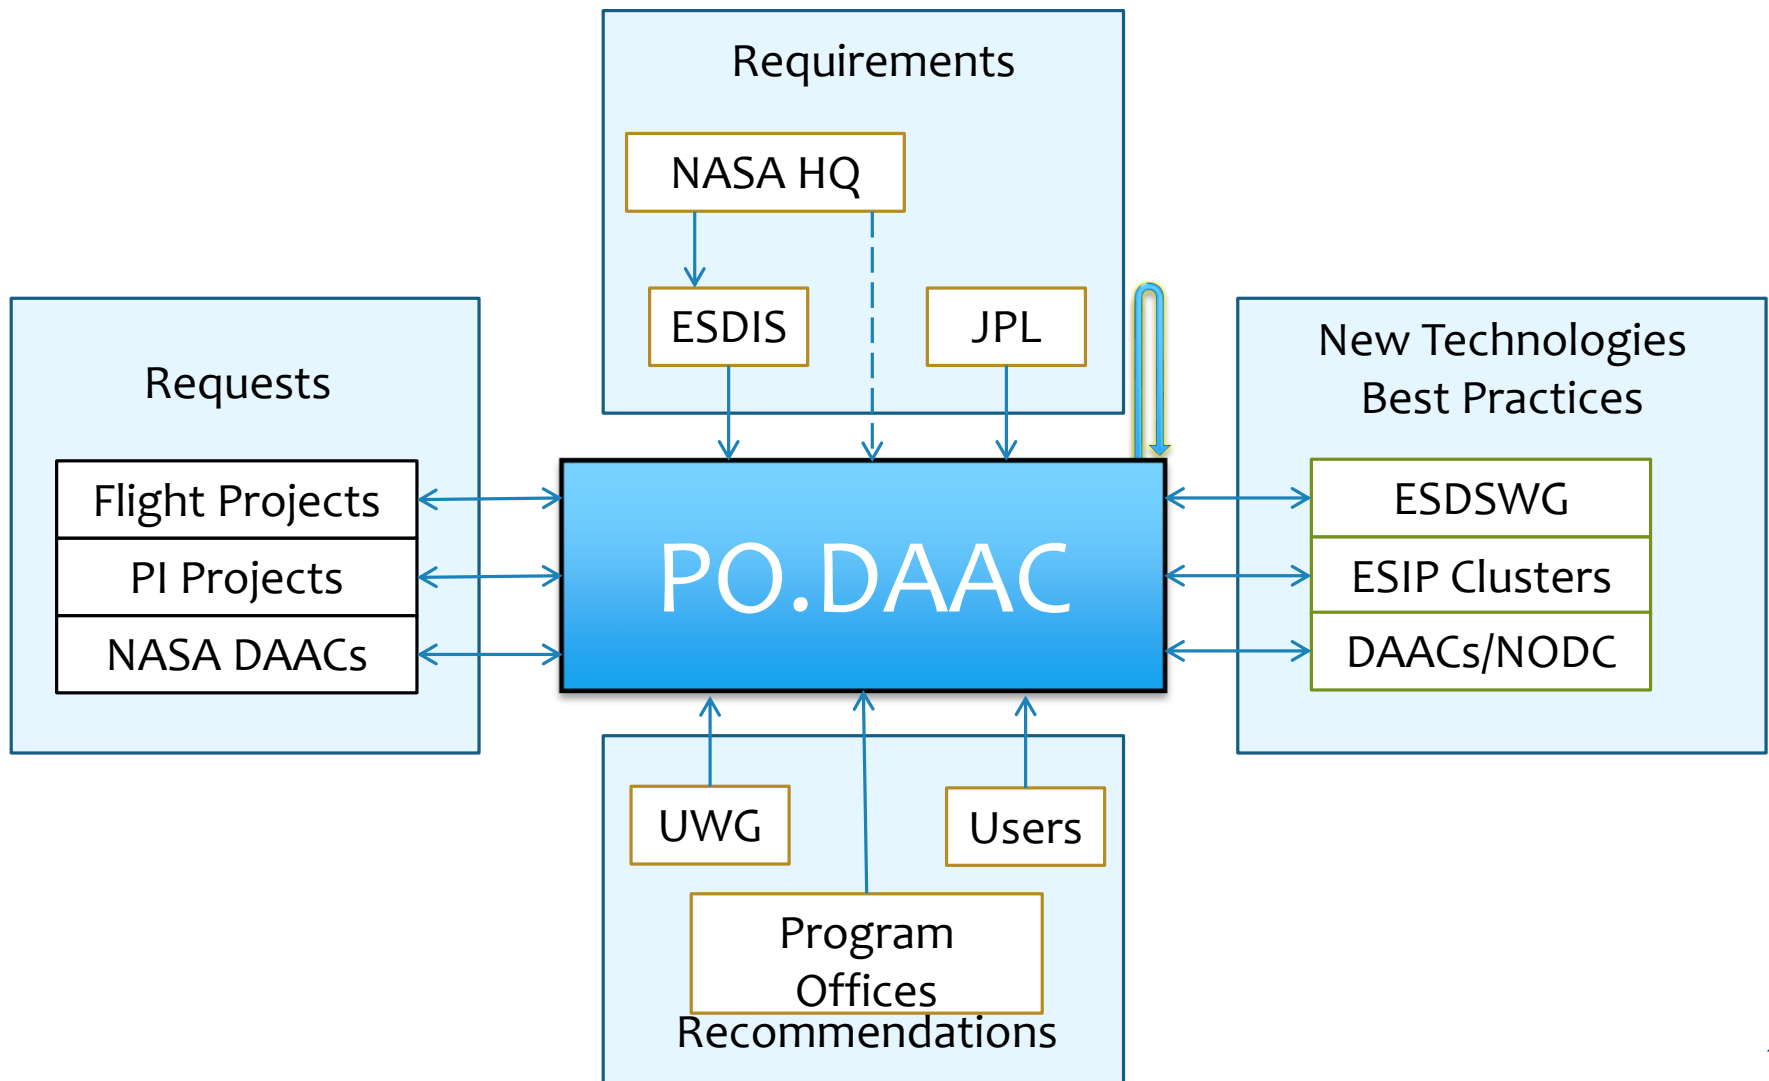 Requirements
NASA HQ
ESDIS
JPL
Requests
Flight Projects
PI Projects
NASA DAACs
PO.DAAC
New Technologies
Best Practices
ESDSWG
ESIP Clusters
DAACs/NODC
UWG
Users
Program
Offices
Recommendations